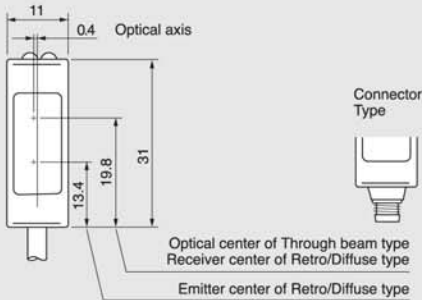 11
0.4 Optical axis
Connector
Type
31
19.8
13.4
Optical center of Through beam type
Receiver center of Retro/Diffuse type
Emitter center of Retro/Diffuse type